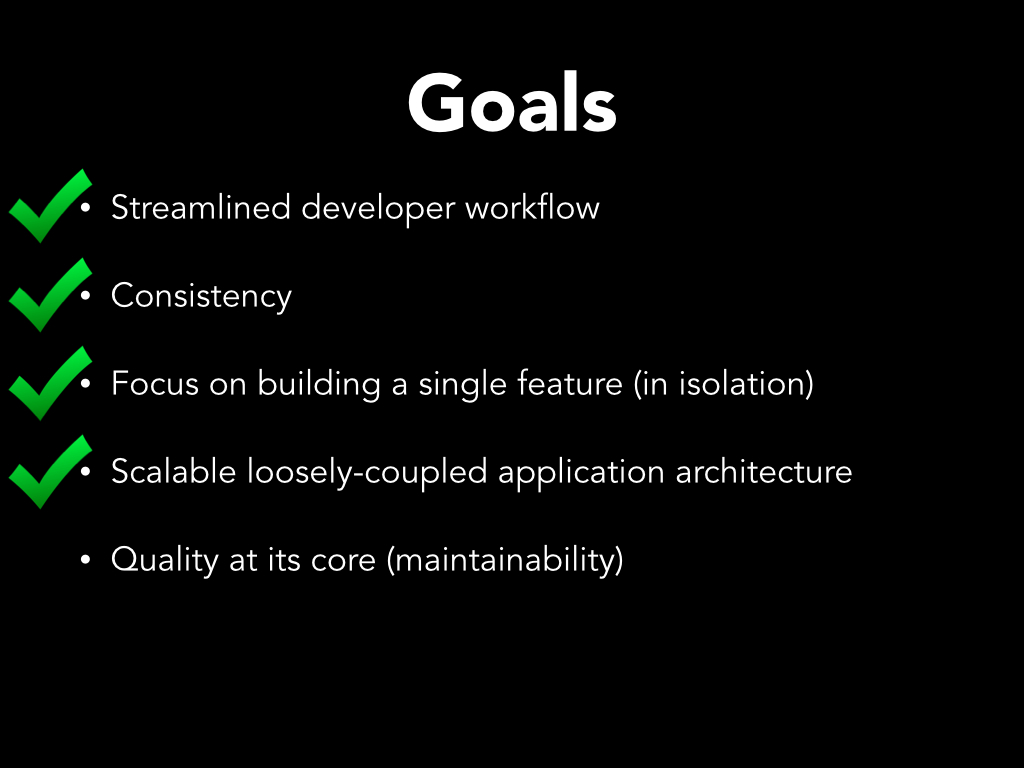 Goals
• Streamlined developer workflow
• Consistency
• Focus on building a single feature (in isolation)
• Scalable loosely-coupled application architecture
• Quality at its core (maintainability)